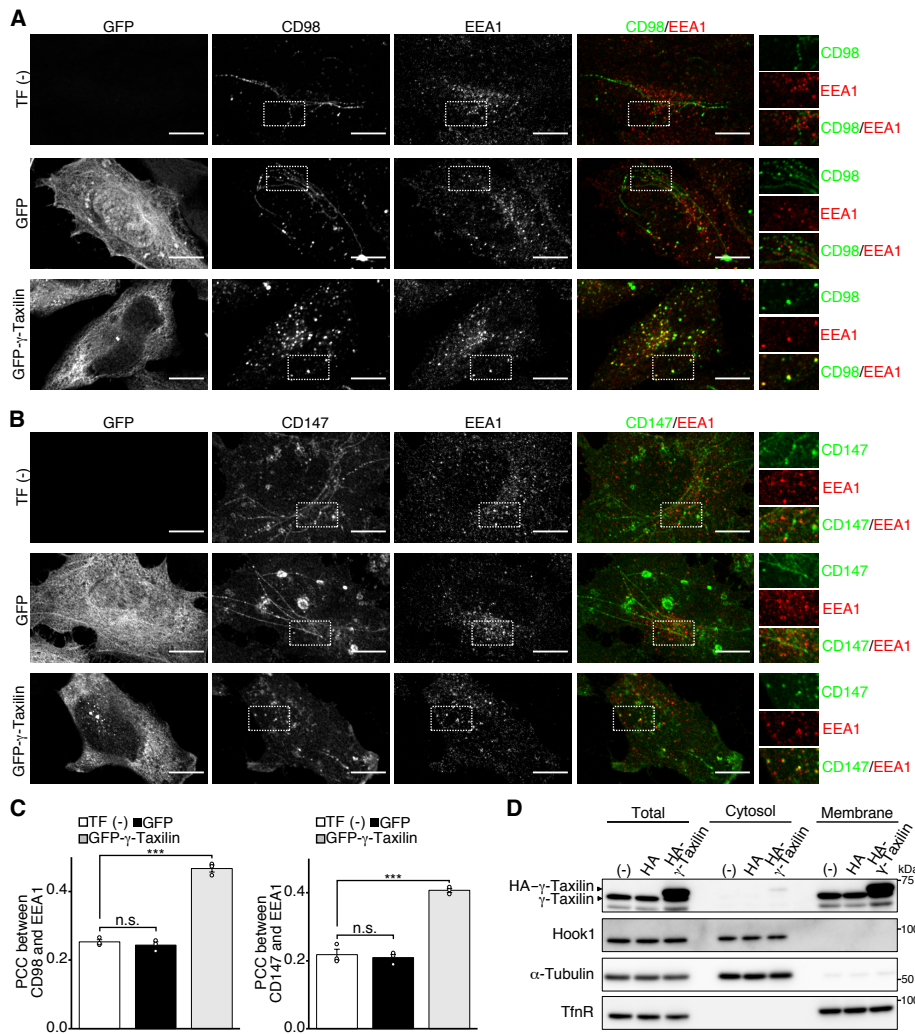 A
GFP CD98 EEA1 CD98/EEA1
TF (-)
CD98
EEA1
CD98/EEA1
GFP
CD98
EEA1
CD98/EEA1
GFP-γ-Taxilin
CD98
EEA1
CD98/EEA1
B
GFP CD147 EEA1 CD147/EEA1
TF (-)
CD147
EEA1
CD147/EEA1
GFP
CD147
EEA1
CD147/EEA1
GFP-γ-Taxilin
CD147
EEA1
CD147/EEA1
C
TF (-) GFP
GFP-γ-Taxilin
PCC between
CD98 and EEA1
0.4
0.2
0.0
***
n.s.
TF (-) GFP
GFP-γ-Taxilin
PCC between
CD147 and EEA1
0.4
0.2
0.0
***
n.s.
D
Total Cytosol Membrane
(-) HA HA-γ-Taxilin (-) HA HA-γ-Taxilin (-) HA HA-γ-Taxilin
kDa
HA-γ-Taxilin
γ-Taxilin
75
Hook1
100
α-Tubulin
50
TfnR
100